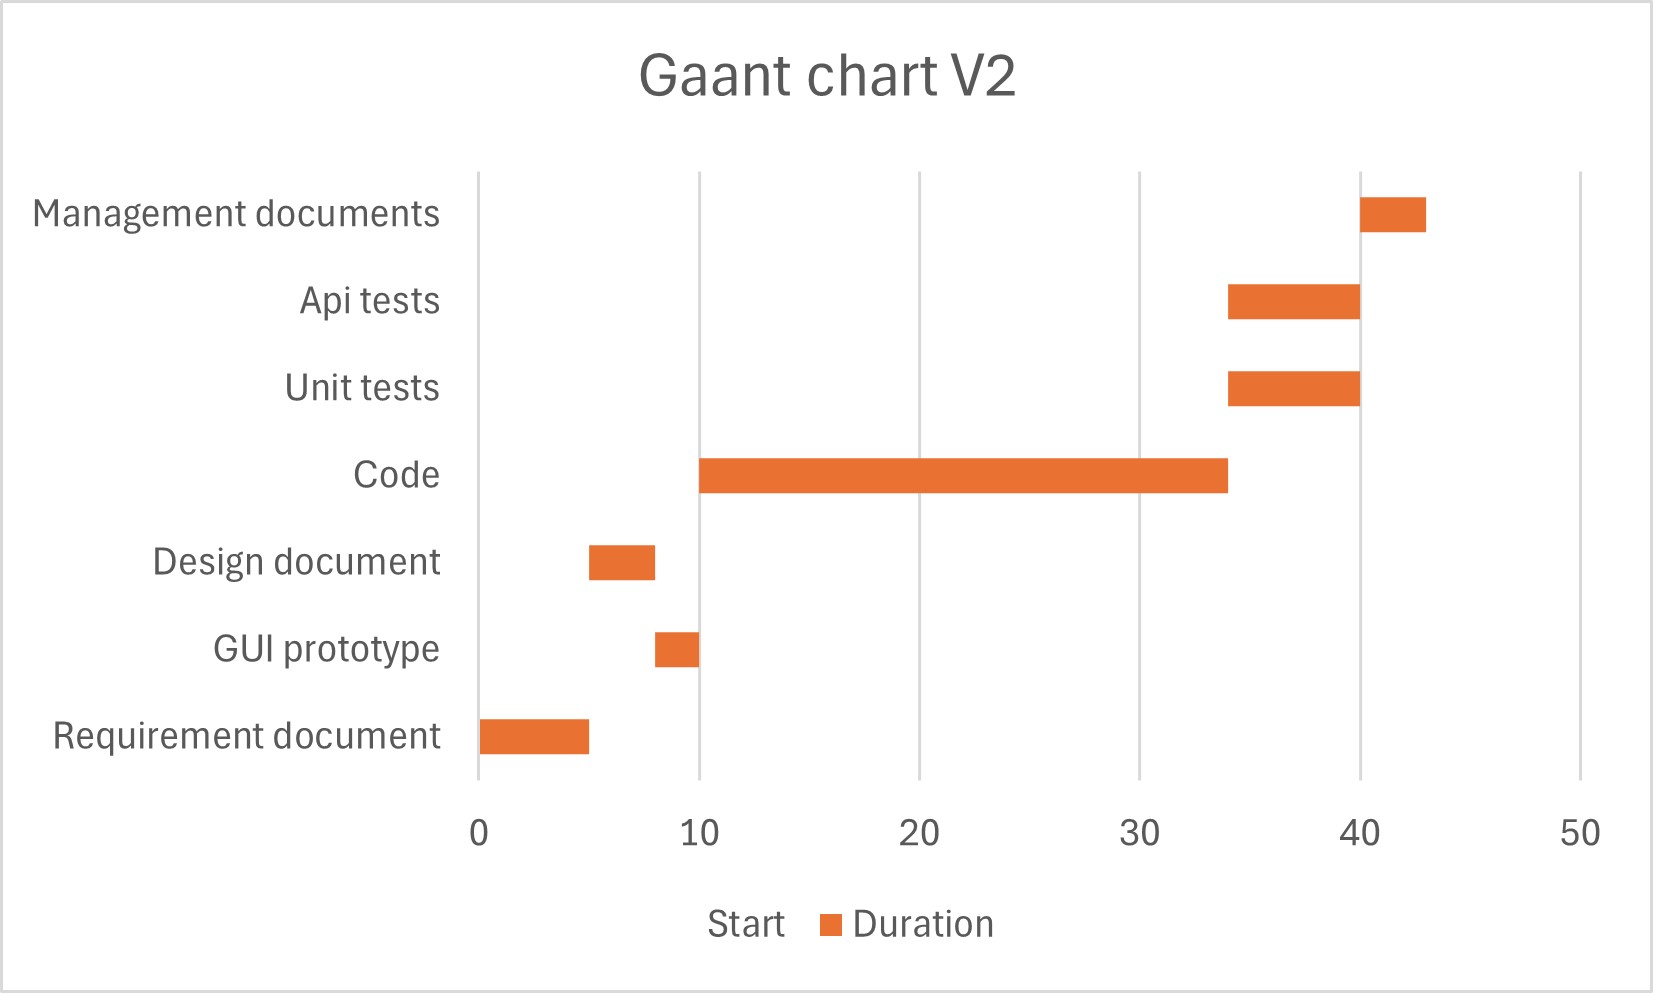 Gaant chart V2
Management documents
Api tests
Unit tests
Code
Design document
GUI prototype
Requirement document
0 10 20 30 40 50
Start Duration